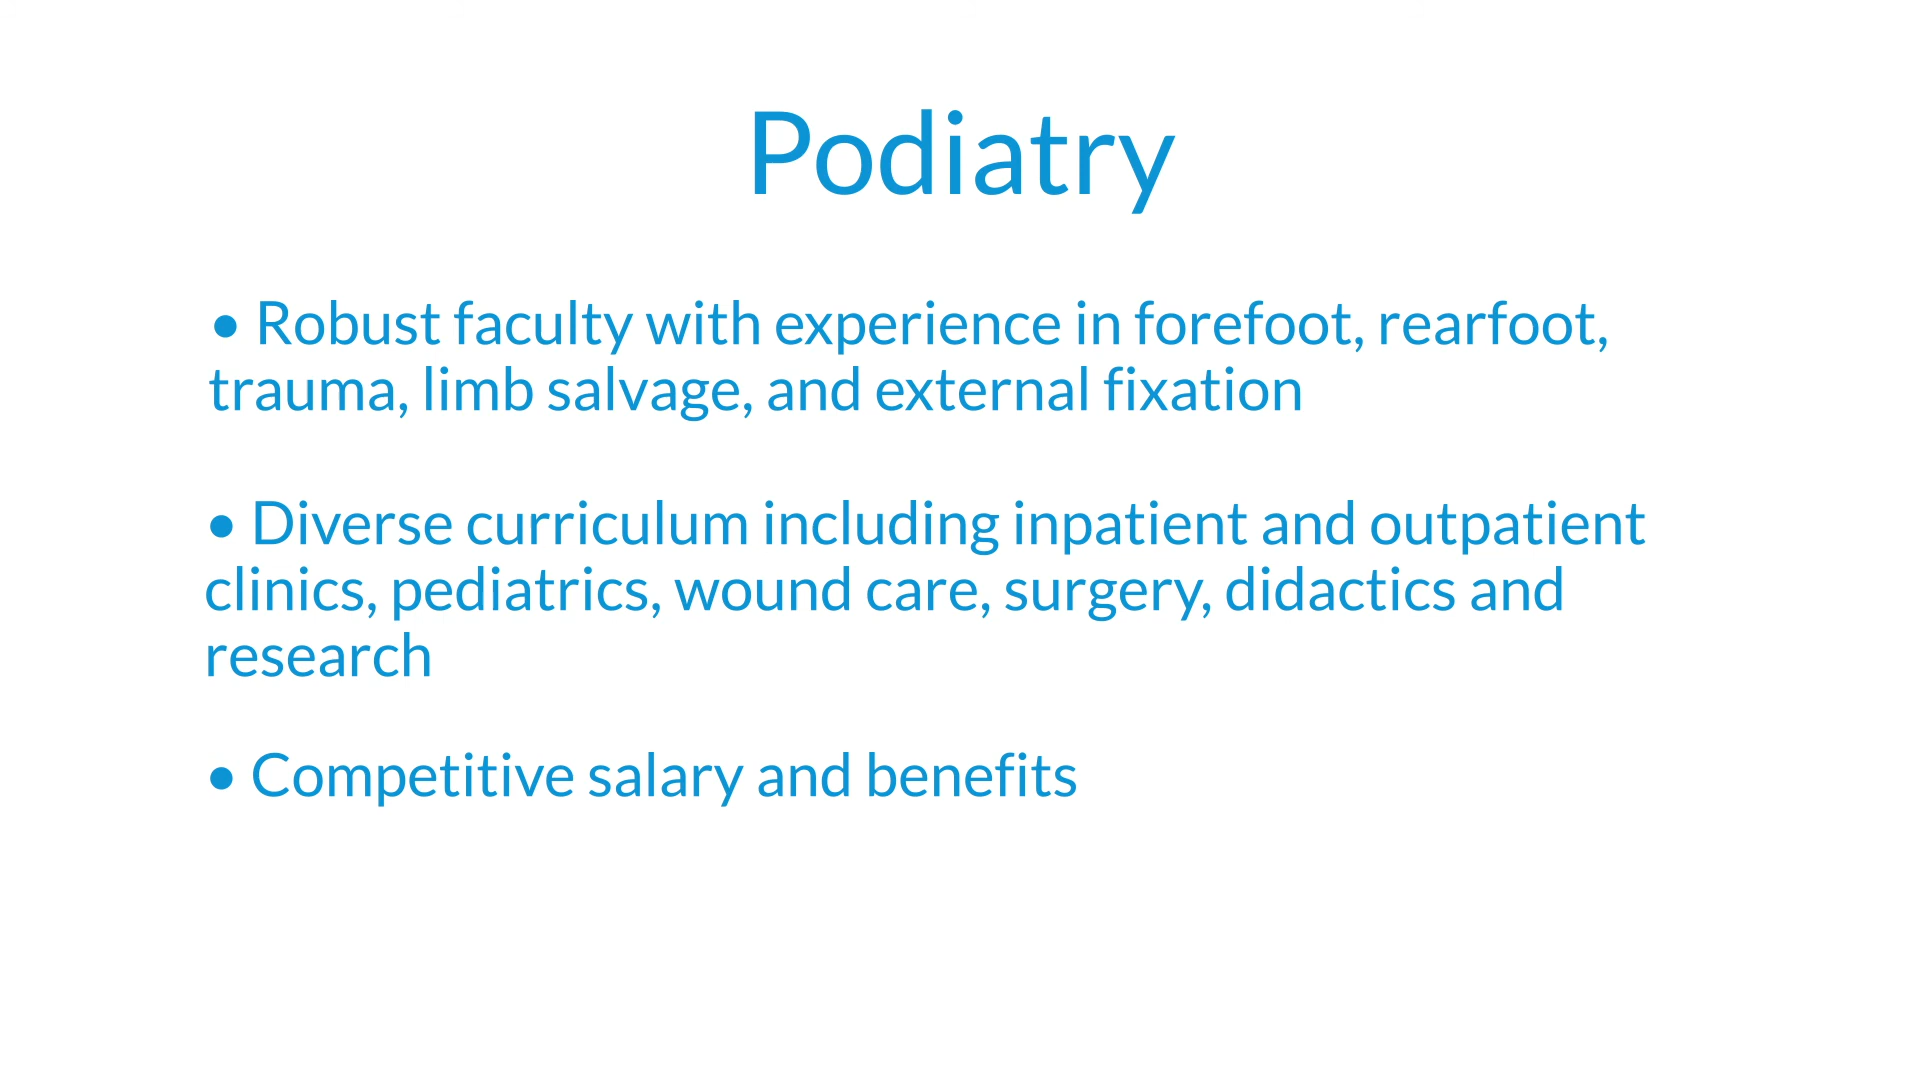 Podiatry
• Robust faculty with experience in forefoot, rearfoot,
trauma, limb salvage, and external fixation
• Diverse curriculum including inpatient and outpatient
clinics, pediatrics, wound care, surgery, didactics and
research
• Competitive salary and benefits